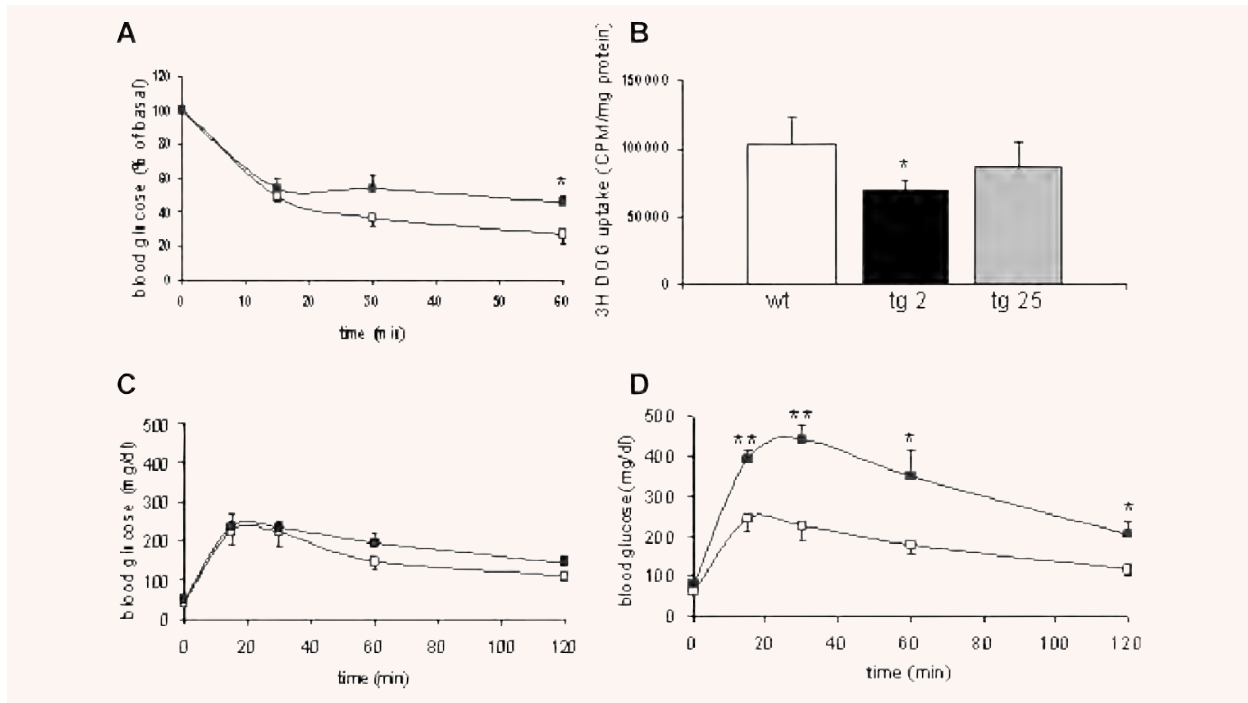 A
blood glucose (% of basal)
120
100
80
60
40
20
0
0 10 20 30 40 50 60
*
time (min)
B
3H DOG uptake (CPM/mg protein)
150000
100000
50000
0
*
wt tg 2 tg 25
C
blood glucose (mg/dl)
500
400
300
200
100
0
0 20 40 60 80 100 120
time (min)
D
blood glucose (mg/dl)
500
400
300
200
100
0
** ** * *
0 20 40 60 80 100 120
time (min)